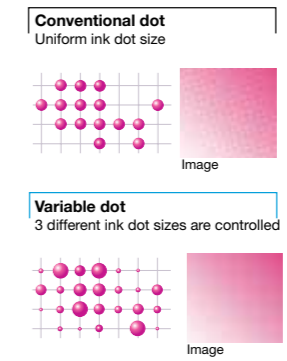 Conventional dot
Uniform ink dot size
Image
Variable dot
3 different ink dot sizes are controlled
Image